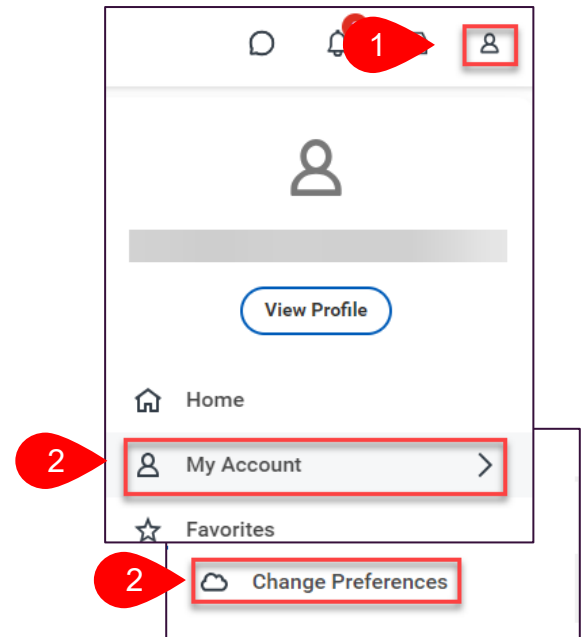 1
View Profile
Home
2
My Account
Favorites
2
Change Preferences